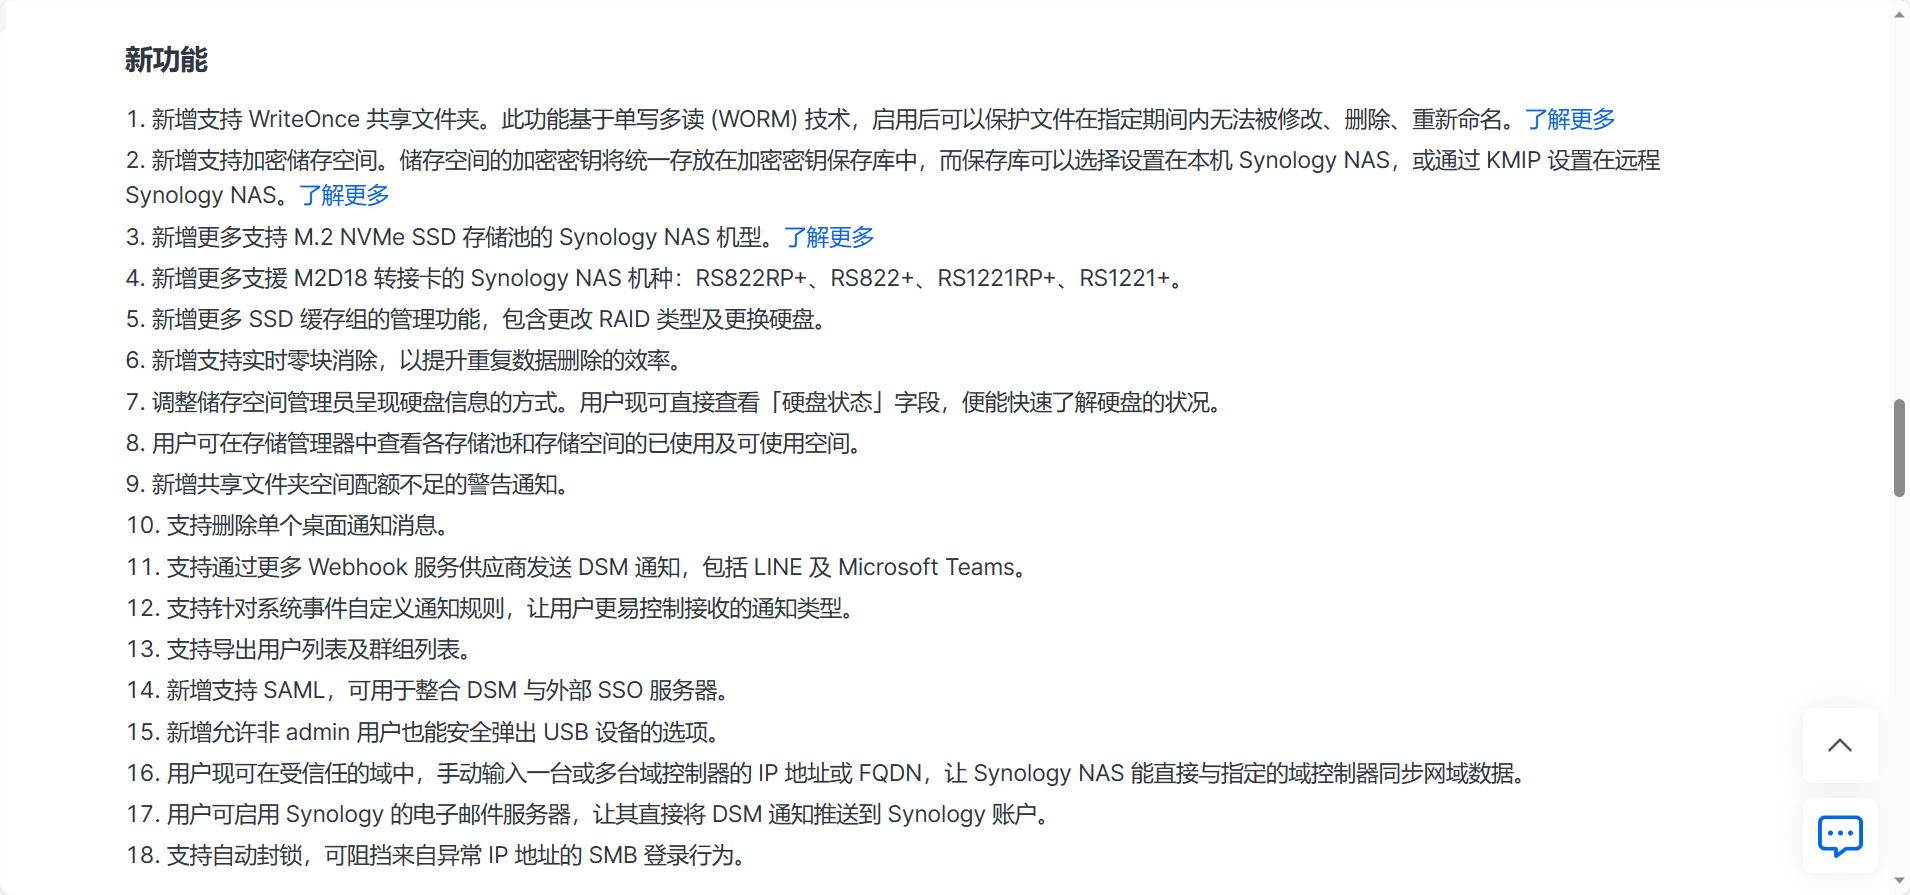 新功能
1. 新增支持 WriteOnce 共享文件夹。此功能基于单写多读 (WORM) 技术，启用后可以保护文件在指定期间内无法被修改、删除、重新命名。了解更多
2. 新增支持加密储存空间。储存空间的加密密钥将统一存放在加密密钥保存库中，而保存库可以选择设置在本机 Synology NAS，或通过 KMIP 设置在远程
Synology NAS。了解更多
3. 新增更多支持 M.2 NVMe SSD 存储池的 Synology NAS 机型。了解更多
4. 新增更多支援 M2D18 转接卡的 Synology NAS 机种：RS822RP+、RS822+、RS1221RP+、RS1221+。
5. 新增更多 SSD 缓存组的管理功能，包含更改 RAID 类型及更换硬盘。
6. 新增支持实时零块消除，以提升重复数据删除的效率。
7. 调整储存空间管理员呈现硬盘信息的方式。用户现可直接查看「硬盘状态」字段，便能快速了解硬盘的状况。
8. 用户可在存储管理器中查看各存储池和存储空间的已使用及可使用空间。
9. 新增共享文件夹空间配额不足的警告通知。
10. 支持删除单个桌面通知消息。
11. 支持通过更多 Webhook 服务供应商发送 DSM 通知，包括 LINE 及 Microsoft Teams。
12. 支持针对系统事件自定义通知规则，让用户更易控制接收的通知类型。
13. 支持导出用户列表及群组列表。
14. 新增支持 SAML，可用于整合 DSM 与外部 SSO 服务器。
15. 新增允许非 admin 用户也能安全弹出 USB 设备的选项。
16. 用户现可在受信任的域中，手动输入一台或多台域控制器的 IP 地址或 FQDN，让 Synology NAS 能直接与指定的域控制器同步网域数据。
17. 用户可启用 Synology 的电子邮件服务器，让其直接将 DSM 通知推送到 Synology 账户。
18. 支持自动封锁，可阻挡来自异常 IP 地址的 SMB 登录行为。